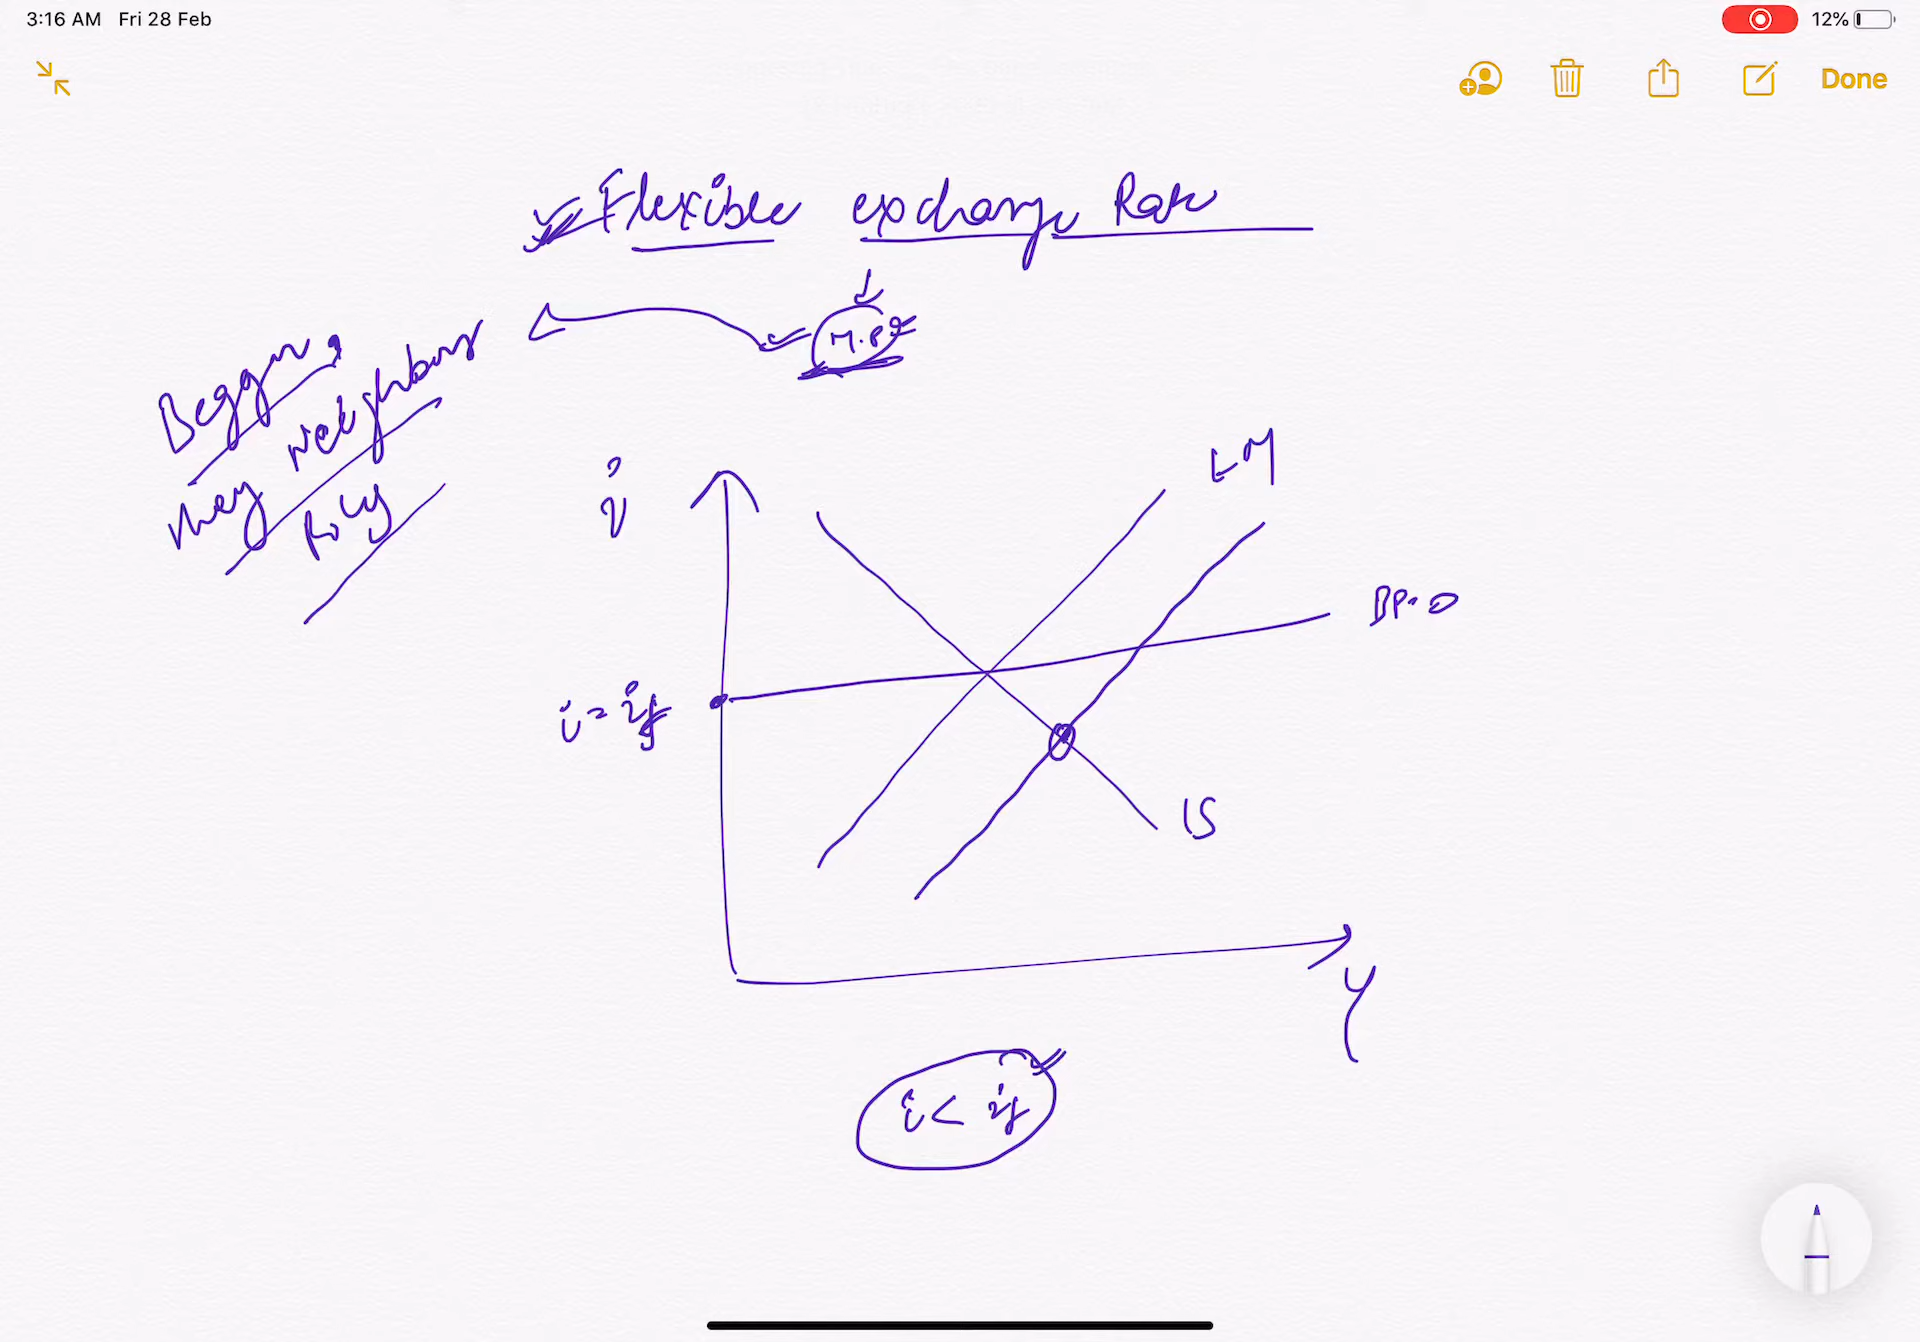 3:16 AM Fri 28 Feb
12%
Done
Flexible exchange Rate
M.P
Beggar
Neighbour
they
Policy
i
LM
BP=0
i = if
IS
Y
i < if